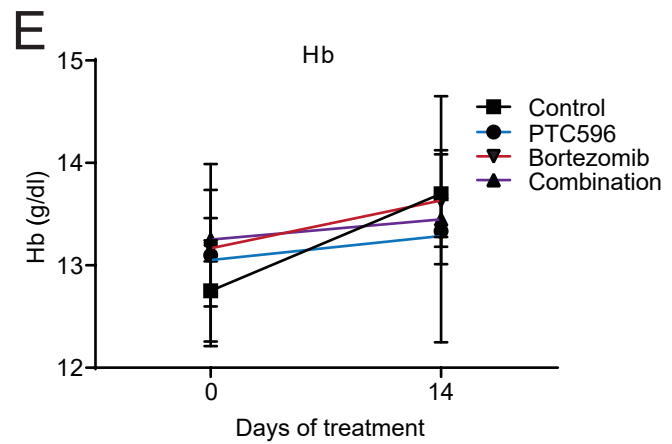 E
Hb
15
14
13
12
Hb (g/dl)
0
14
Days of treatment
Control
PTC596
Bortezomib
Combination